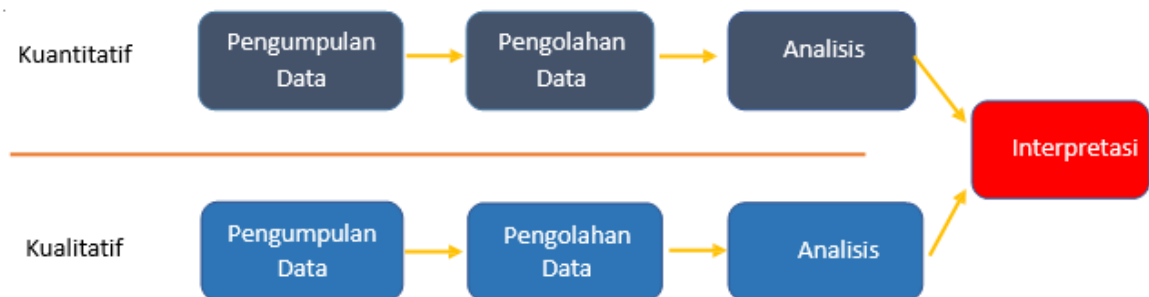 Kuantitatif
Pengumpulan
Data
Pengolahan
Data
Analisis
Interpretasi
Kualitatif
Pengumpulan
Data
Pengolahan
Data
Analisis